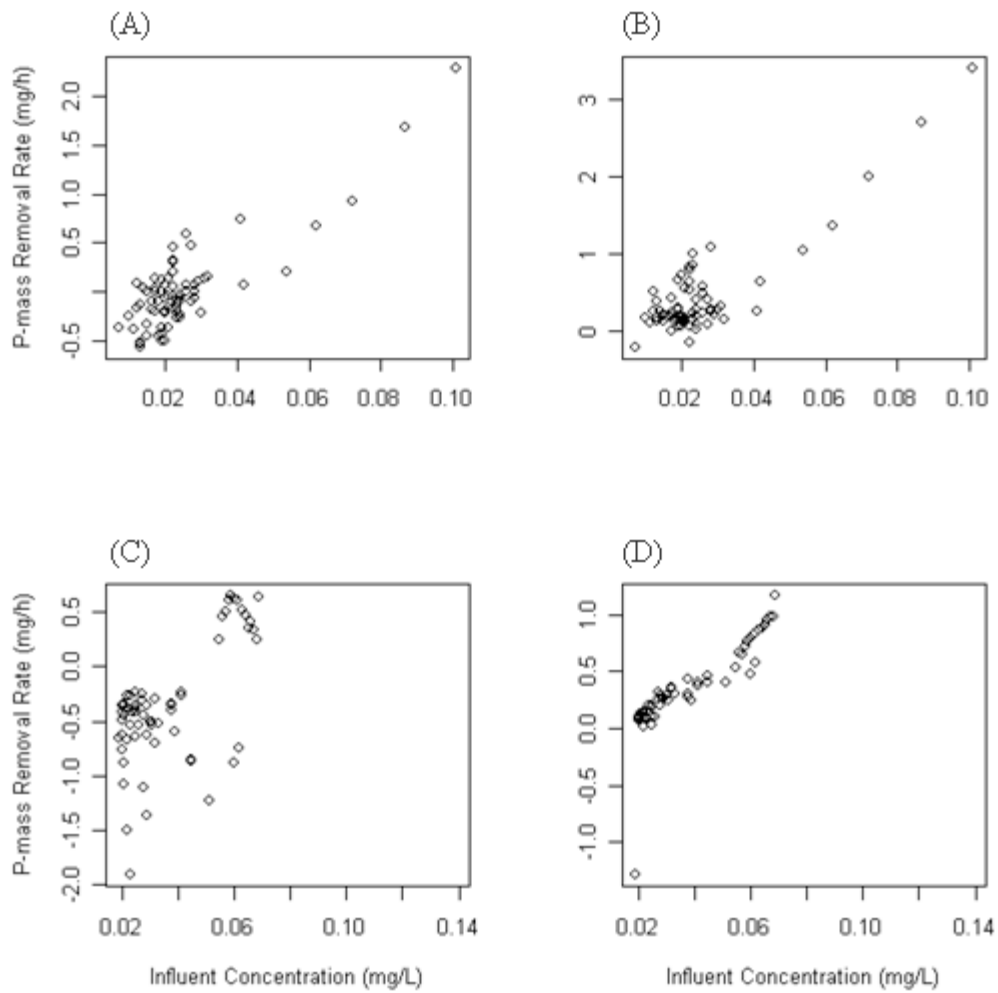 (A)
(B)
P-mass Removal Rate (mg/h)
2.0
1.5
1.0
0.5
-0.5
0.02 0.04 0.06 0.08 0.10
3
2
1
0
0.02 0.04 0.06 0.08 0.10
(C)
(D)
P-mass Removal Rate (mg/h)
0.5
0.0
-0.5
-1.0
-1.5
-2.0
0.02 0.06 0.10 0.14
1.0
0.5
0.0
-0.5
-1.0
0.02 0.06 0.10 0.14
Influent Concentration (mg/L)
Influent Concentration (mg/L)